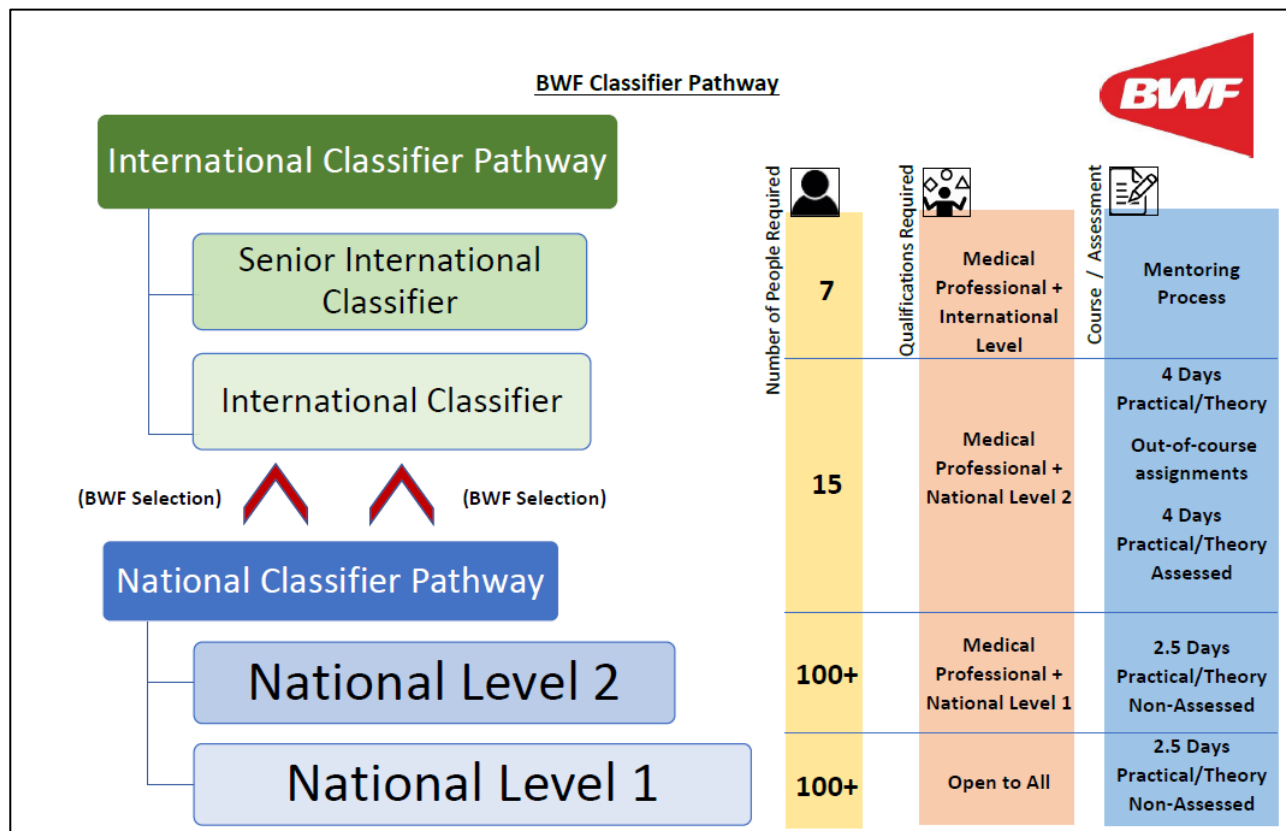 BWF Classifier Pathway
BWF
International Classifier Pathway
Senior International
Classifier
International Classifier
(BWF Selection)
(BWF Selection)
National Classifier Pathway
National Level 2
National Level 1
Number of People Required
Qualifications Required
Course / Assessment
7
Medical
Professional +
International
Level
Mentoring
Process
15
Medical
Professional +
National Level 2
4 Days
Practical/Theory
Out-of-course
assignments
4 Days
Practical/Theory
Assessed
100+
Medical
Professional +
National Level 1
2.5 Days
Practical/Theory
Non-Assessed
100+
Open to All
2.5 Days
Practical/Theory
Non-Assessed